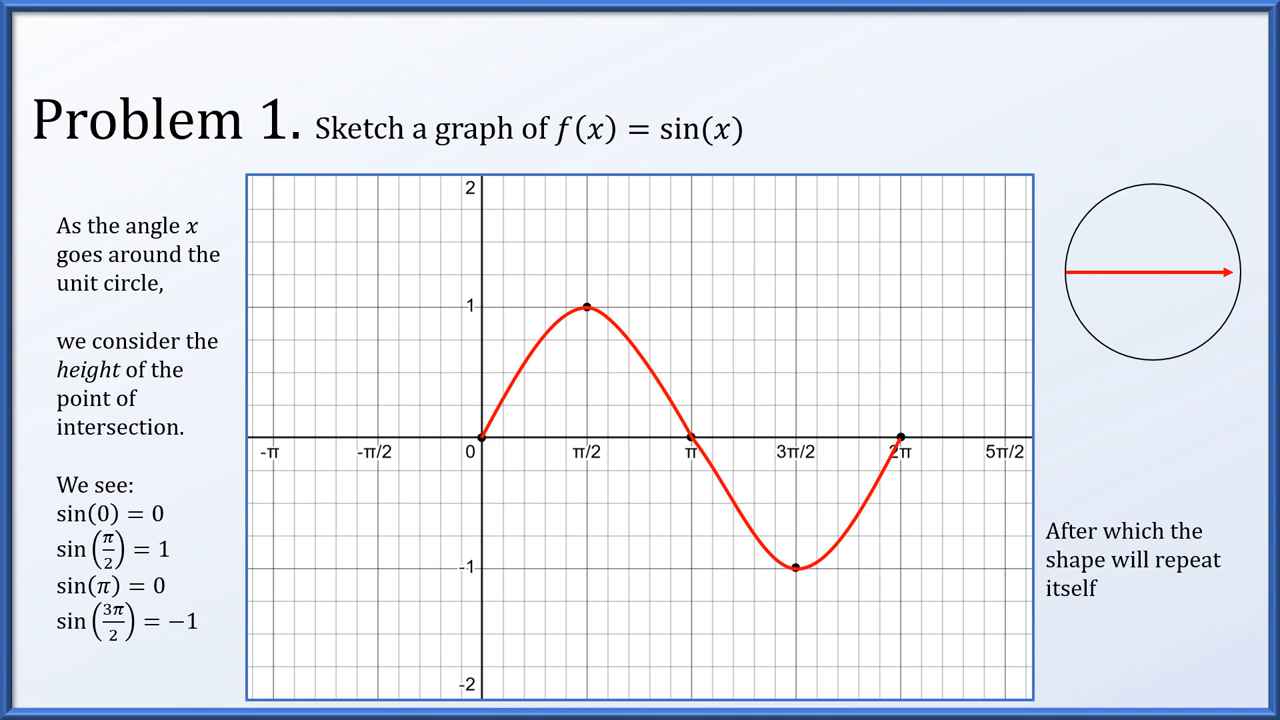 Problem 1. Sketch a graph of f(x) = sin(x)
As the angle x
goes around the
unit circle,
we consider the
height of the
point of
intersection.
We see:
sin(0) = 0
sin(π/2) = 1
sin(π) = 0
sin(3π/2) = −1
2
1
-π -π/2 0 π/2 π 3π/2 2π 5π/2
-1
-2
After which the
shape will repeat
itself